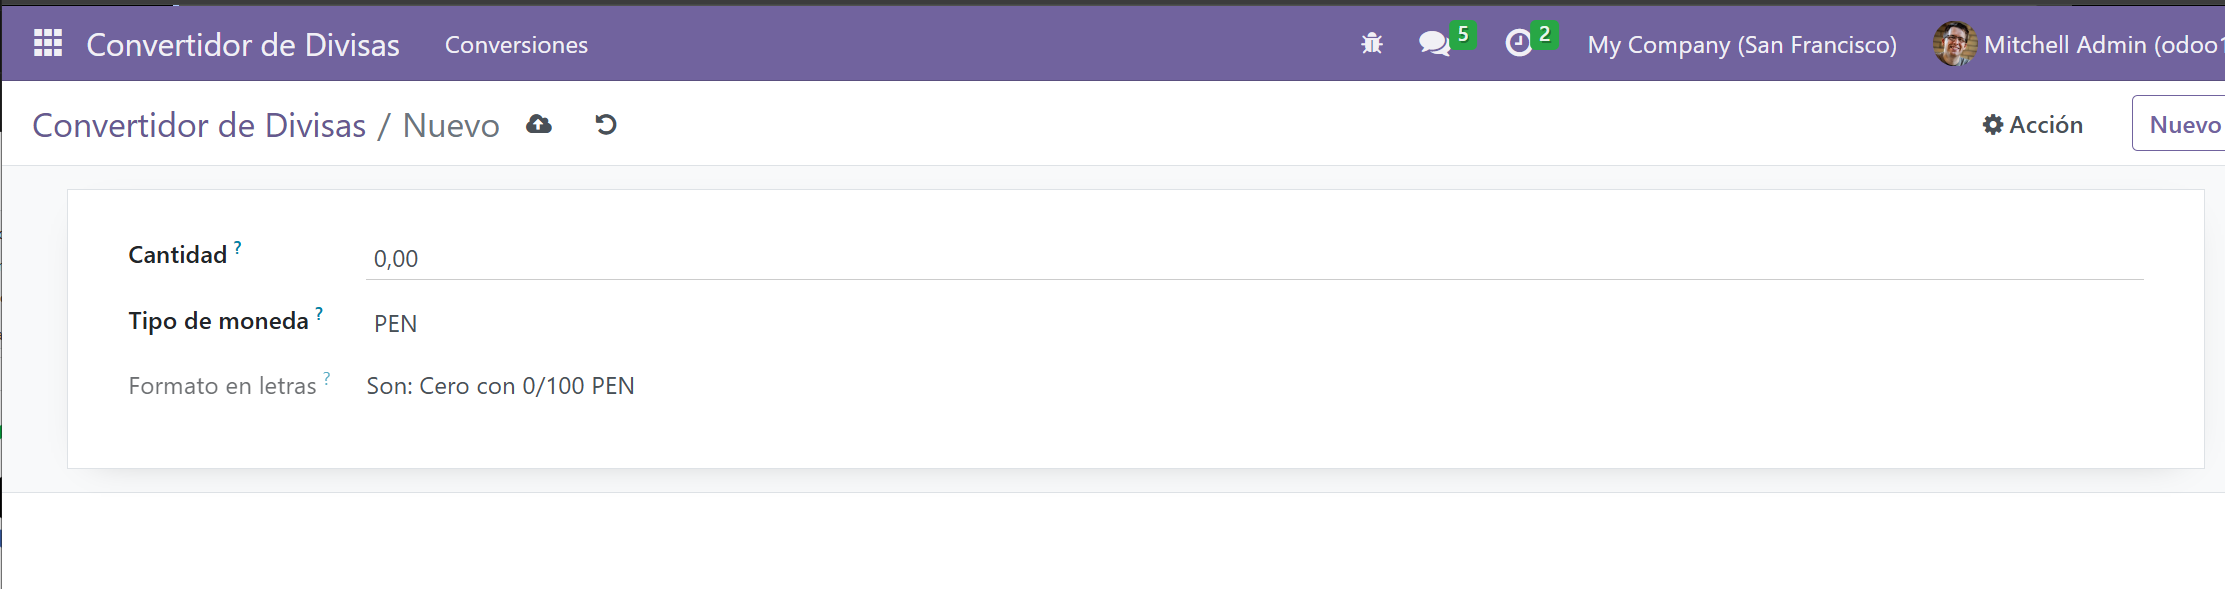 Convertidor de Divisas Conversiones 5 2 My Company (San Francisco) Mitchell Admin (odoo1
Convertidor de Divisas / Nuevo Acción Nuevo
Cantidad ? 0,00
Tipo de moneda ? PEN
Formato en letras ? Son: Cero con 0/100 PEN